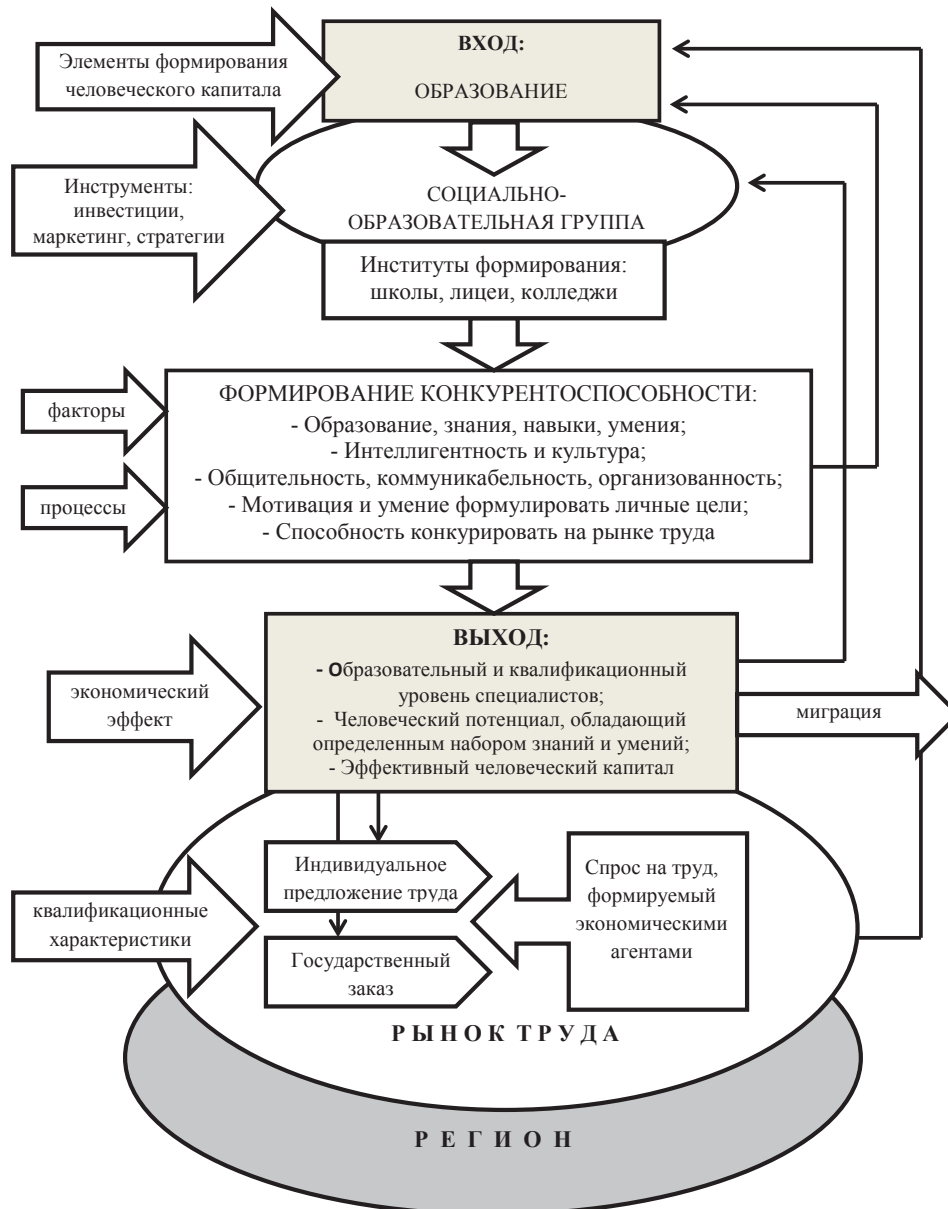 Элементы формирования
человеческого капитала
ВХОД:
ОБРАЗОВАНИЕ
Инструменты:
инвестиции,
маркетинг, стратегии
СОЦИАЛЬНО-
ОБРАЗОВАТЕЛЬНАЯ ГРУППА
Институты формирования:
школы, лицеи, колледжи
факторы
процессы
ФОРМИРОВАНИЕ КОНКУРЕНТОСПОСОБНОСТИ:
- Образование, знания, навыки, умения;
- Интеллигентность и культура;
- Общительность, коммуникабельность, организованность;
- Мотивация и умение формулировать личные цели;
- Способность конкурировать на рынке труда
экономический
эффект
ВЫХОД:
- Образовательный и квалификационный
уровень специалистов;
- Человеческий потенциал, обладающий
определенным набором знаний и умений;
- Эффективный человеческий капитал
миграция
квалификационные
характеристики
Индивидуальное
предложение труда
Государственный
заказ
Спрос на труд,
формируемый
экономическими
агентами
РЫНОК ТРУДА
РЕГИОН